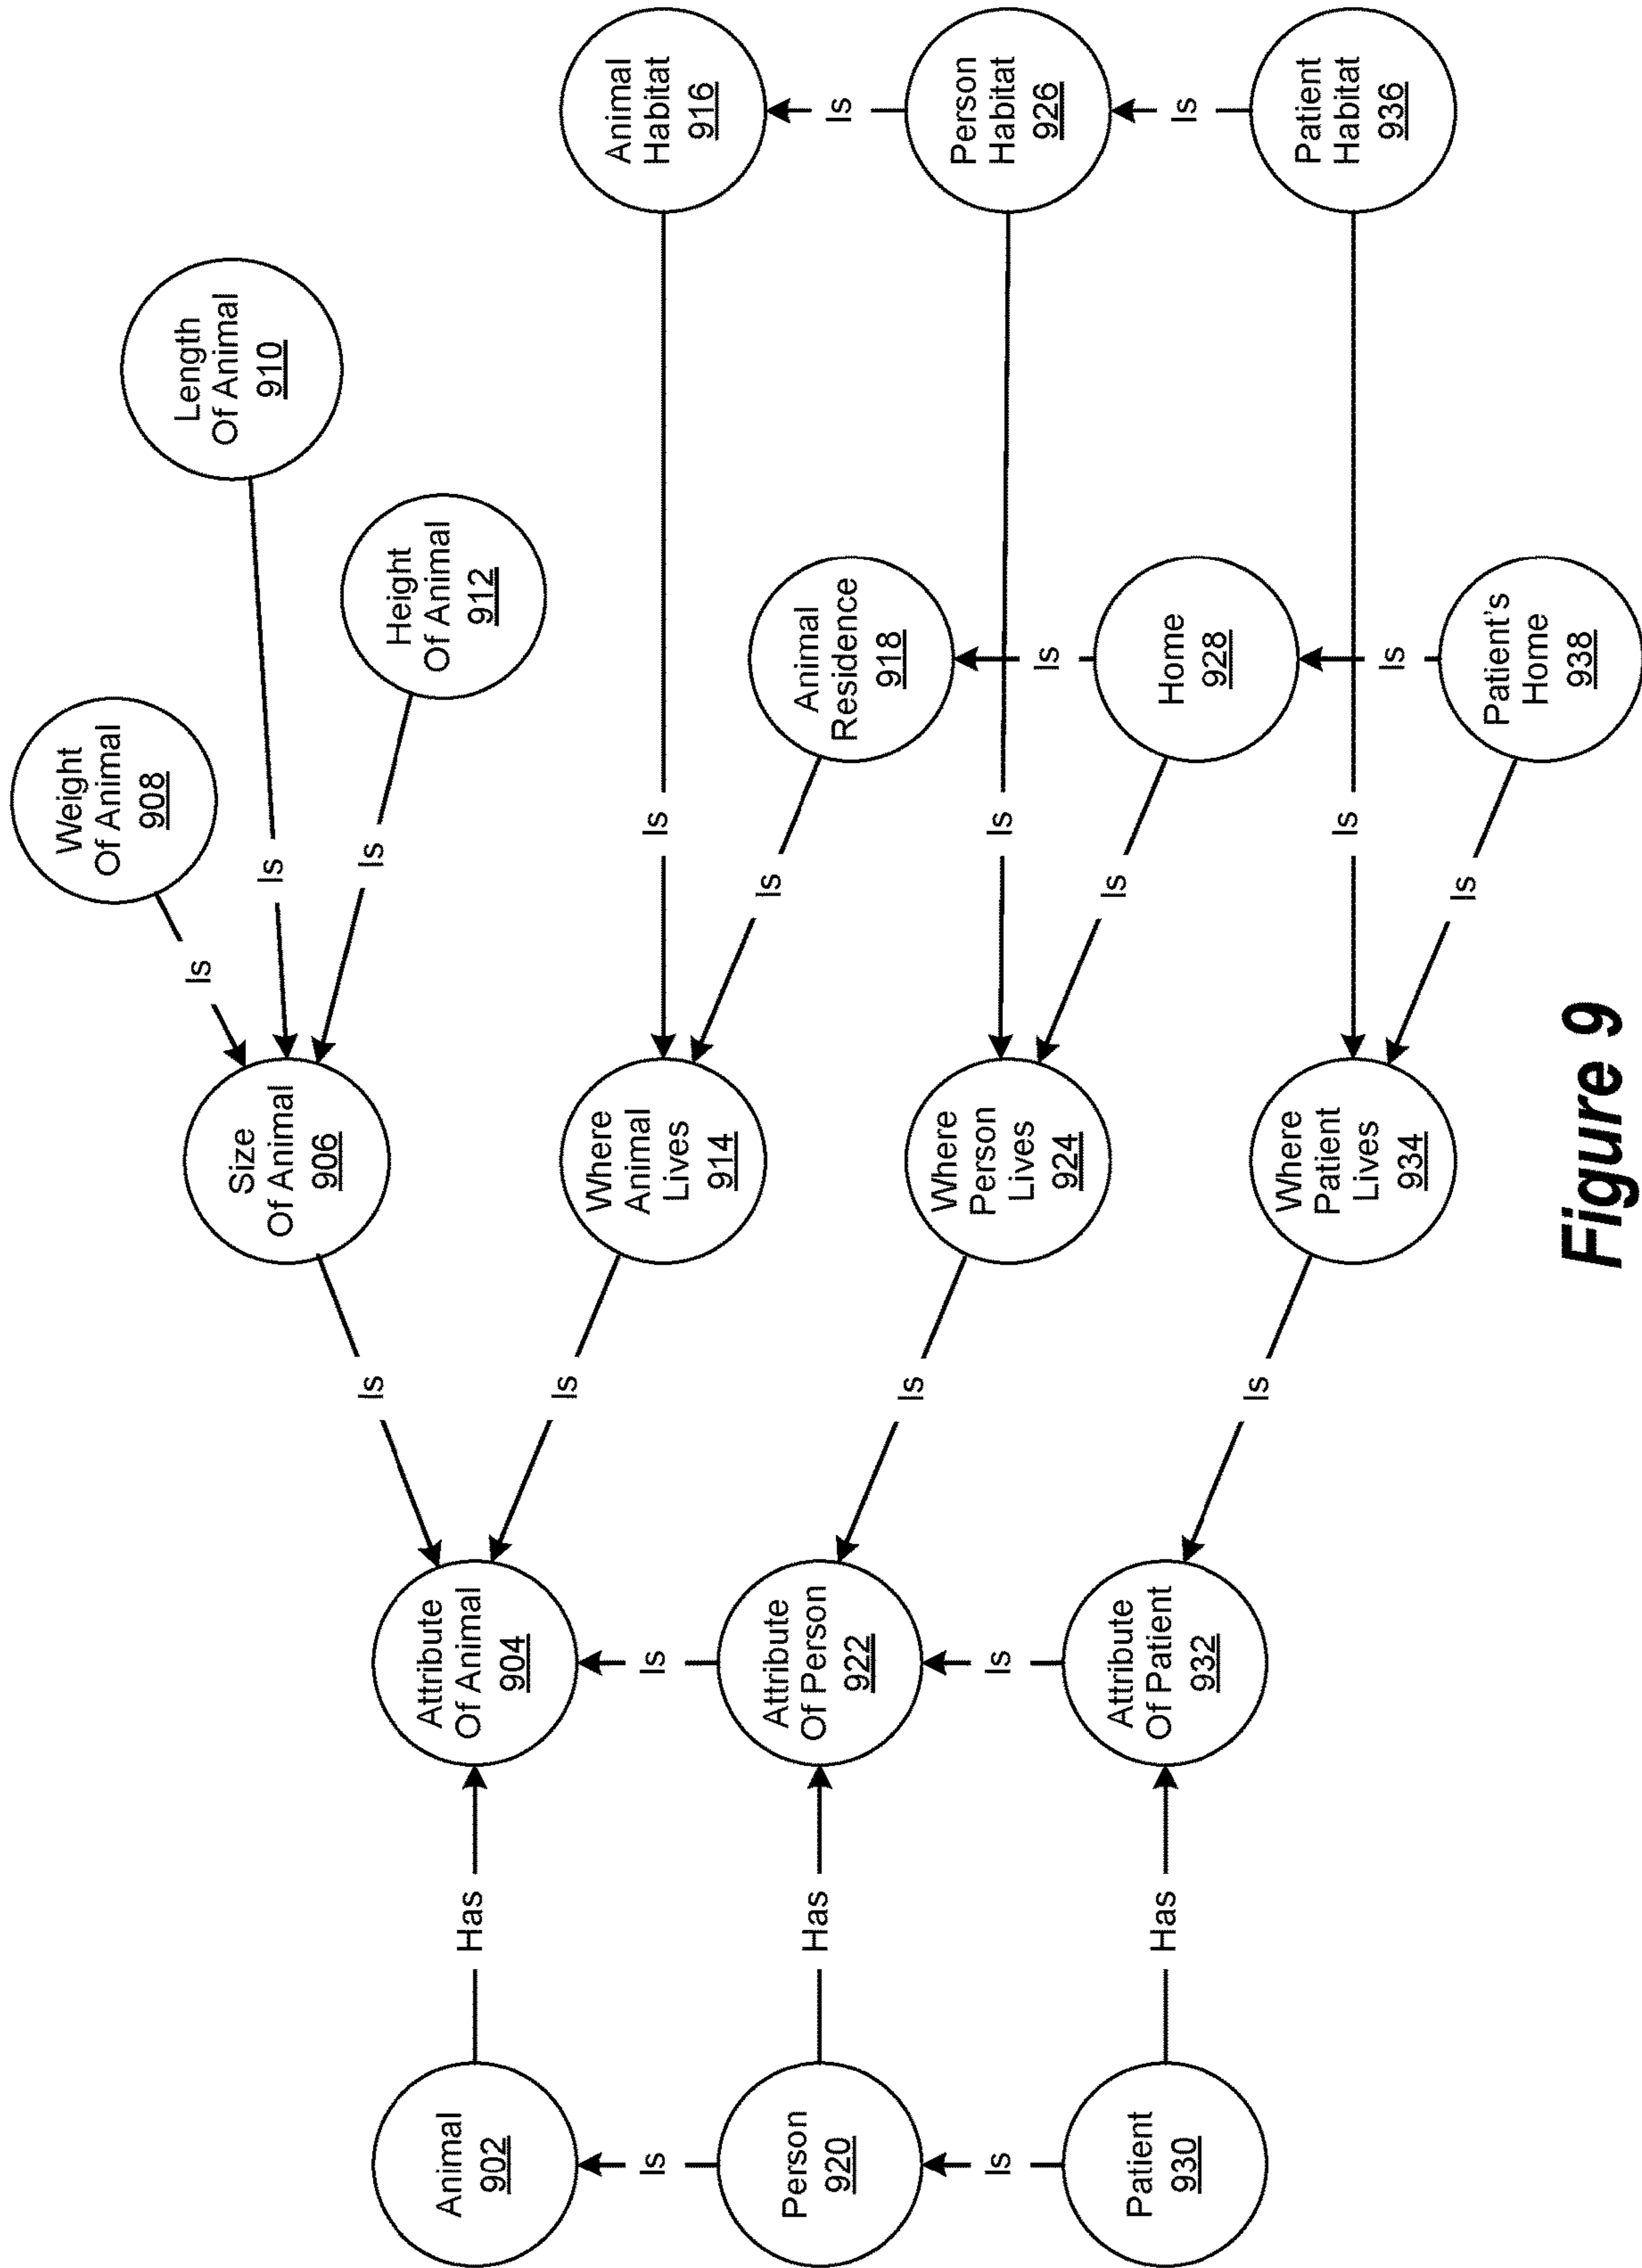 Weight
Of Animal
908
Length
Of Animal
910
Is
Size
Of Animal
906
Is
Is
Is
Height
Of Animal
912
Animal
902
Has
Attribute
Of Animal
904
Is
Where
Animal
Lives
914
Is
Animal
Habitat
916
Is
Is
Is
Animal
Residence
918
Is
Person
920
Has
Attribute
Of Person
922
Is
Where
Person
Lives
924
Is
Person
Habitat
926
Is
Is
Is
Is
Home
928
Is
Patient
930
Has
Attribute
Of Patient
932
Is
Where
Patient
Lives
934
Is
Patient
Habitat
936
Is
Is
Patient's
Home
938
Figure 9